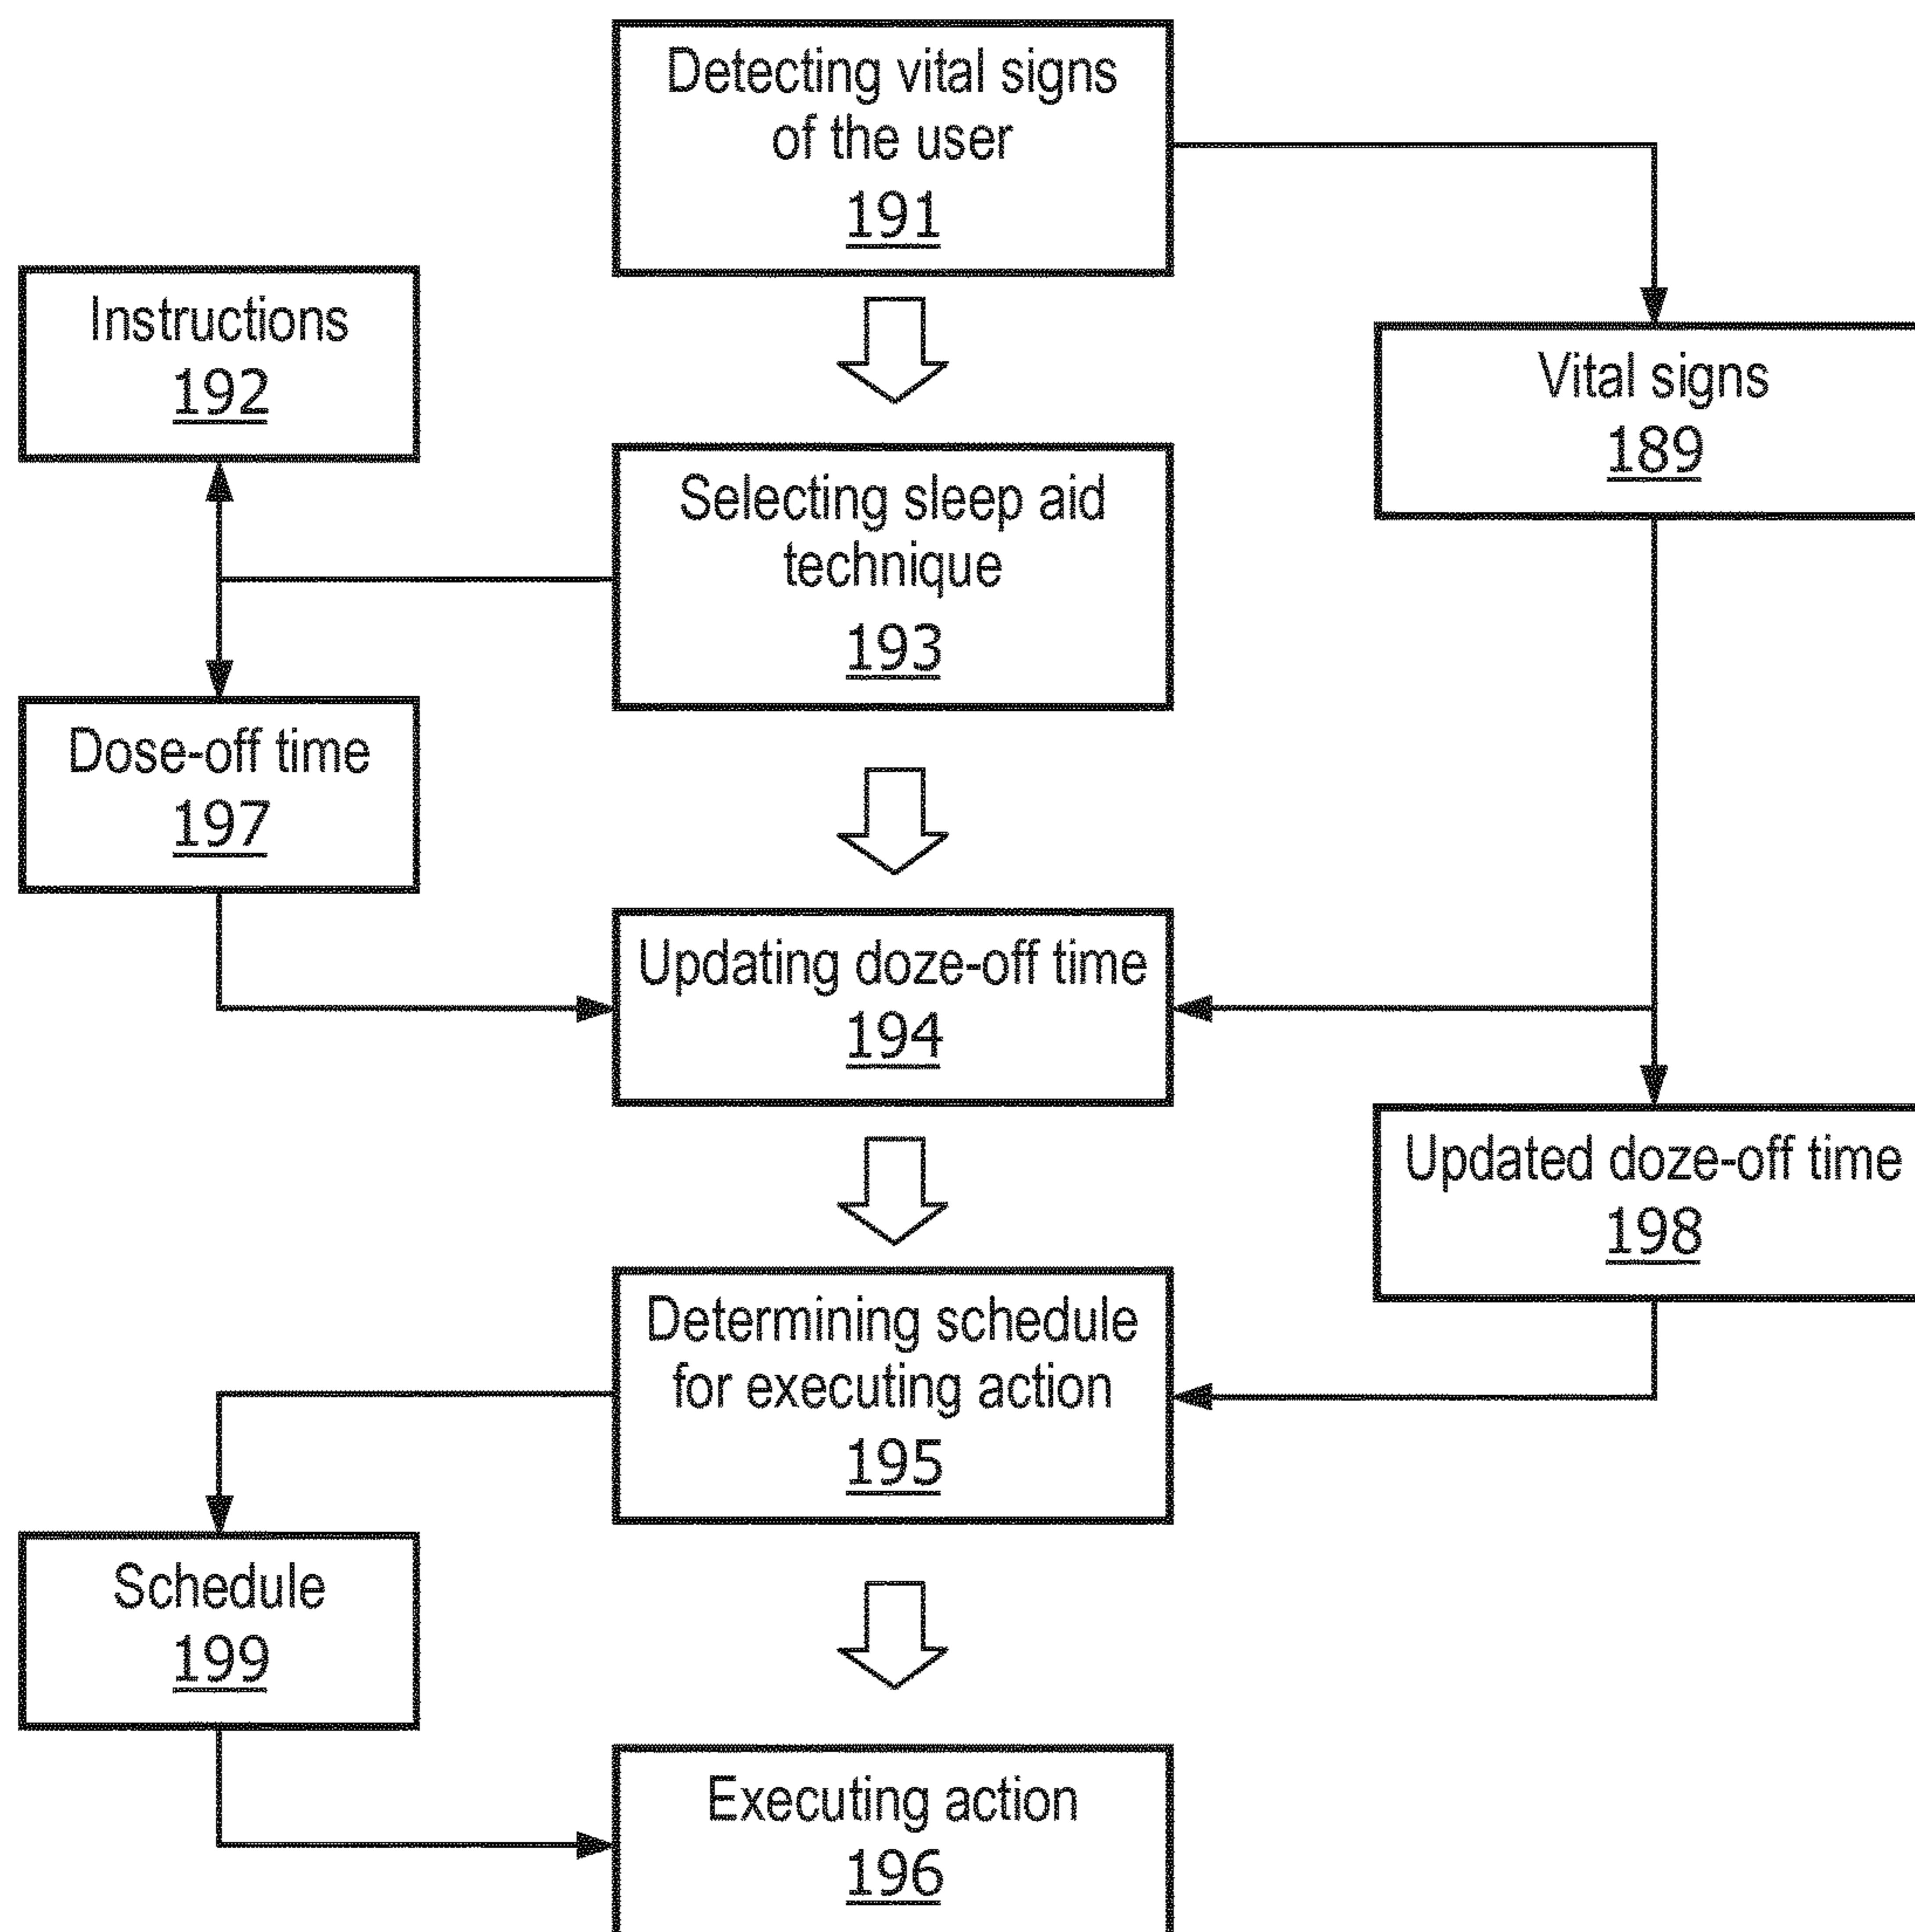 Detecting vital signs
of the user
191
Instructions
192
Vital signs
189
Selecting sleep aid
technique
193
Dose-off time
197
Updating doze-off time
194
Updated doze-off time
198
Determining schedule
for executing action
195
Schedule
199
Executing action
196